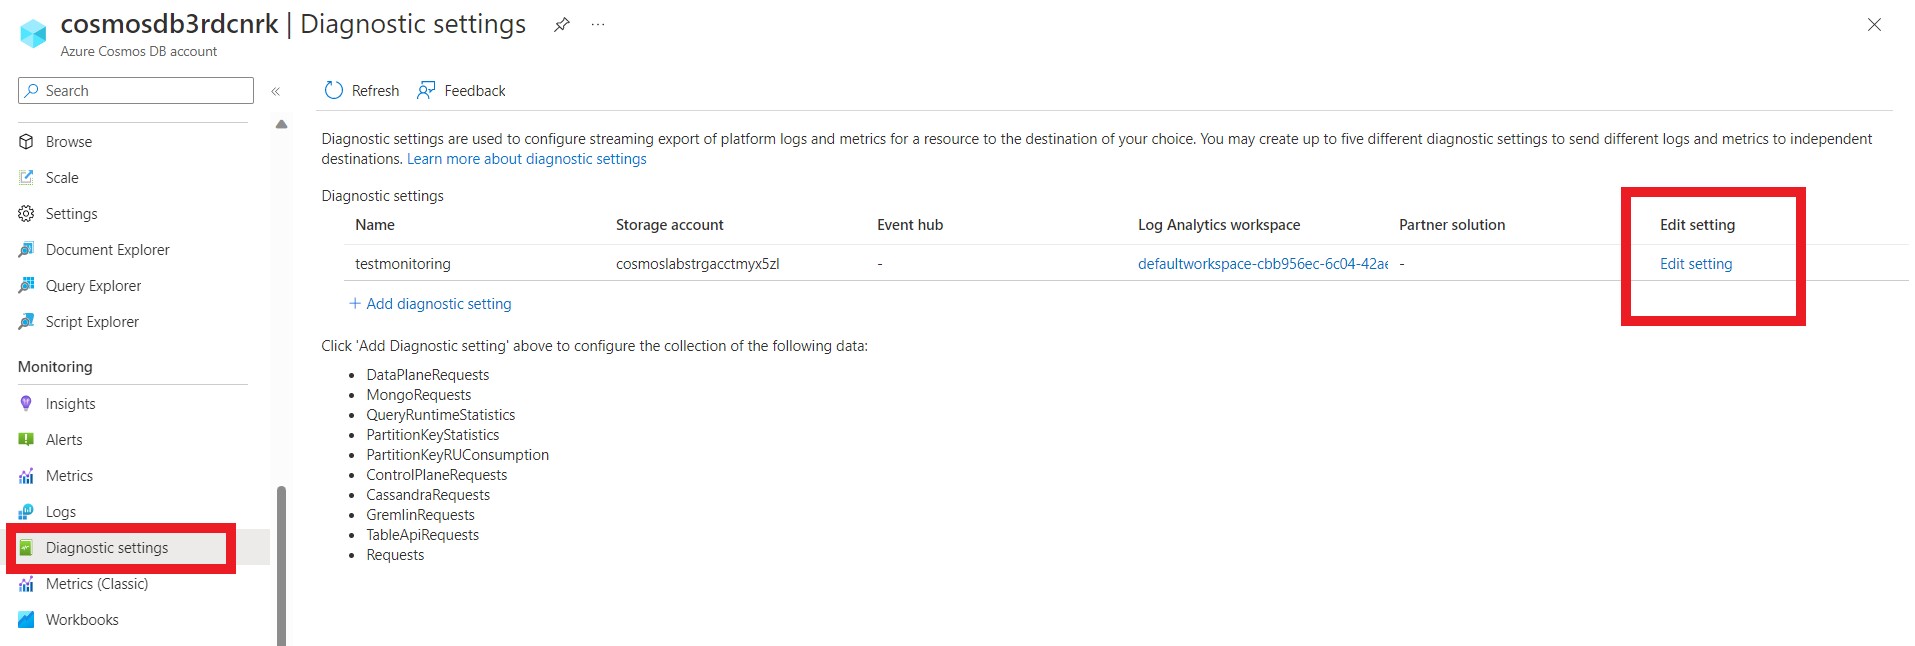 cosmosdb3rdcnrk | Diagnostic settings
Azure Cosmos DB account
Search
Browse
Scale
Settings
Document Explorer
Query Explorer
Script Explorer
Monitoring
Insights
Alerts
Metrics
Logs
Diagnostic settings
Metrics (Classic)
Workbooks
Refresh Feedback
Diagnostic settings are used to configure streaming export of platform logs and metrics for a resource to the destination of your choice. You may create up to five different diagnostic settings to send different logs and metrics to independent
destinations. Learn more about diagnostic settings
Diagnostic settings
Name Storage account Event hub Log Analytics workspace Partner solution Edit setting
testmonitoring cosmoslabstrgacctmyx5zl - defaultworkspace-cbb956ec-6c04-42ae - Edit setting
+ Add diagnostic setting
Click 'Add Diagnostic setting' above to configure the collection of the following data:
• DataPlaneRequests
• MongoRequests
• QueryRuntimeStatistics
• PartitionKeyStatistics
• PartitionKeyRUConsumption
• ControlPlaneRequests
• CassandraRequests
• GremlinRequests
• TableApiRequests
• Requests